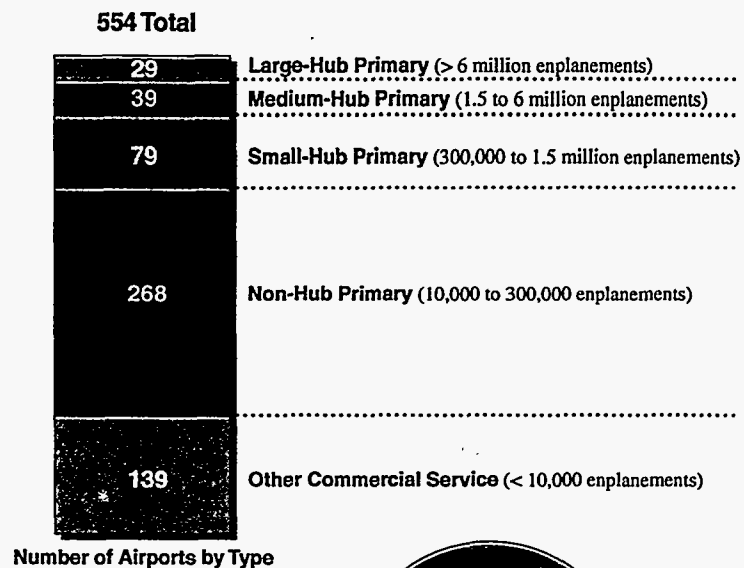 554 Total
29 Large-Hub Primary (> 6 million enplanements)
39 Medium-Hub Primary (1.5 to 6 million enplanements)
79 Small-Hub Primary (300,000 to 1.5 million enplanements)
268 Non-Hub Primary (10,000 to 300,000 enplanements)
139 Other Commercial Service (< 10,000 enplanements)
Number of Airports by Type